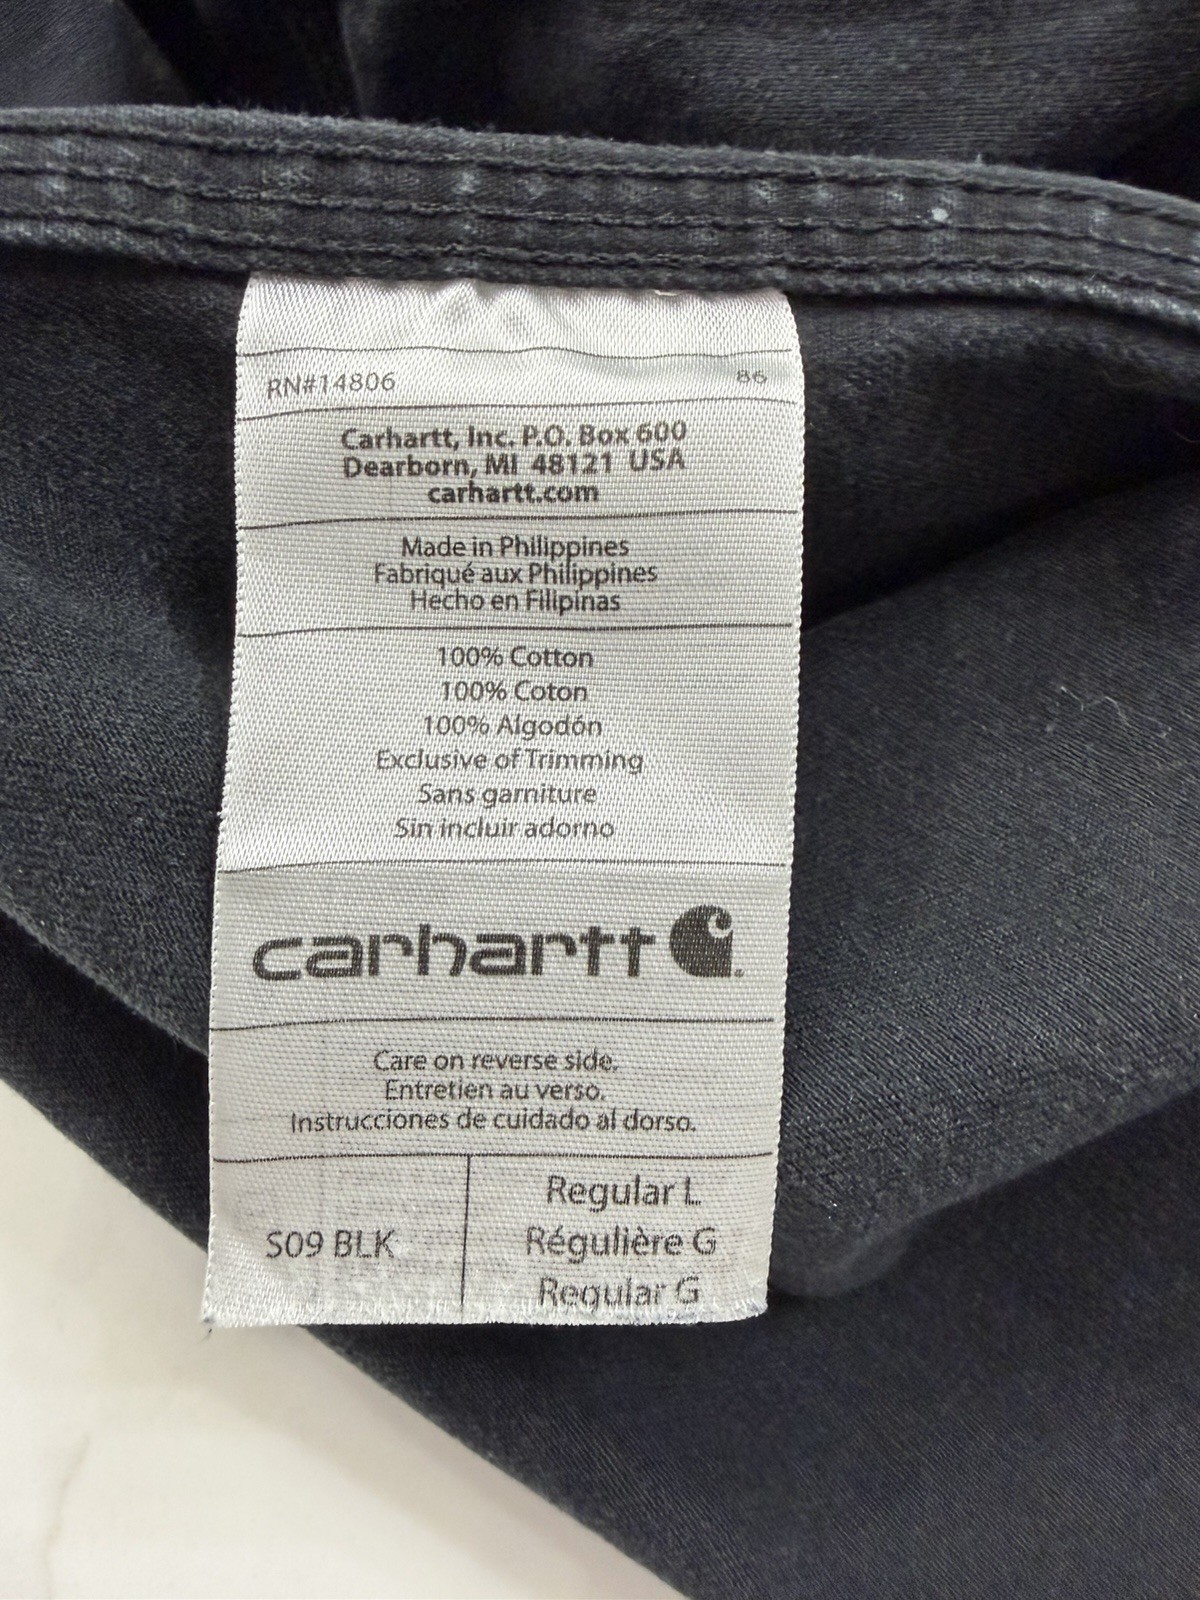 RN#14806 86
Carhartt, Inc. P.O. Box 600
Dearborn, MI 48121 USA
carhartt.com
Made in Philippines
Fabriqué aux Philippines
Hecho en Filipinas
100% Cotton
100% Coton
100% Algodón
Exclusive of Trimming
Sans garniture
Sin incluir adorno
carhartt
Care on reverse side.
Entretien au verso.
Instrucciones de cuidado al dorso.
S09 BLK
Regular L
Régulière G
Regular G